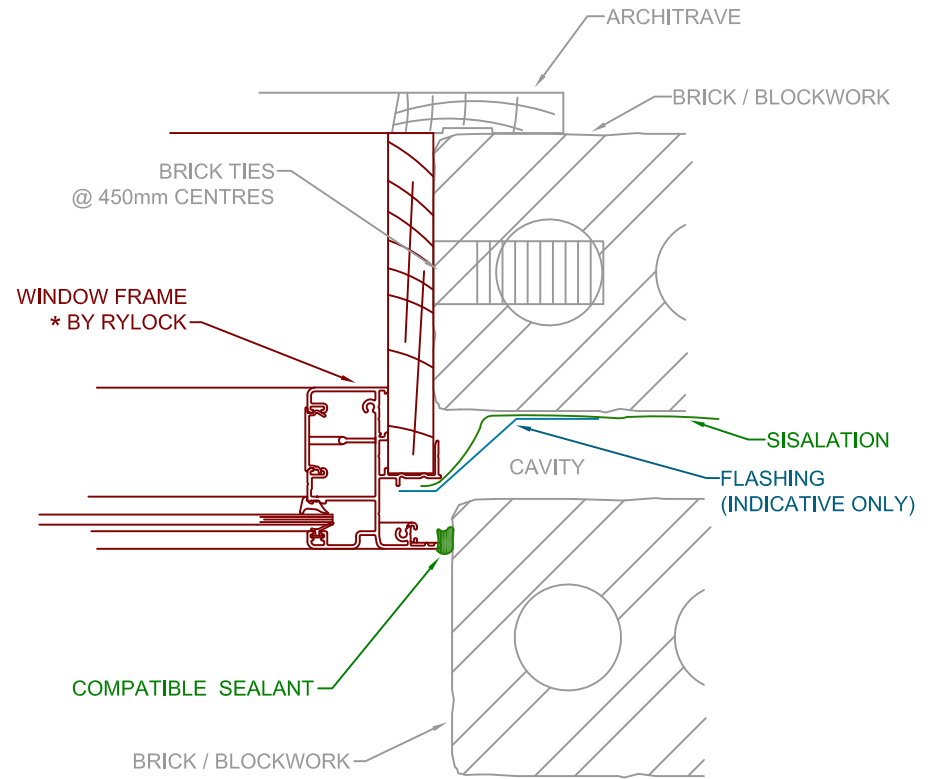 ARCHITRAVE
BRICK / BLOCKWORK
BRICK TIES
@ 450mm CENTRES
WINDOW FRAME
* BY RYLOCK
SISALATION
CAVITY
FLASHING
(INDICATIVE ONLY)
COMPATIBLE SEALANT
BRICK / BLOCKWORK